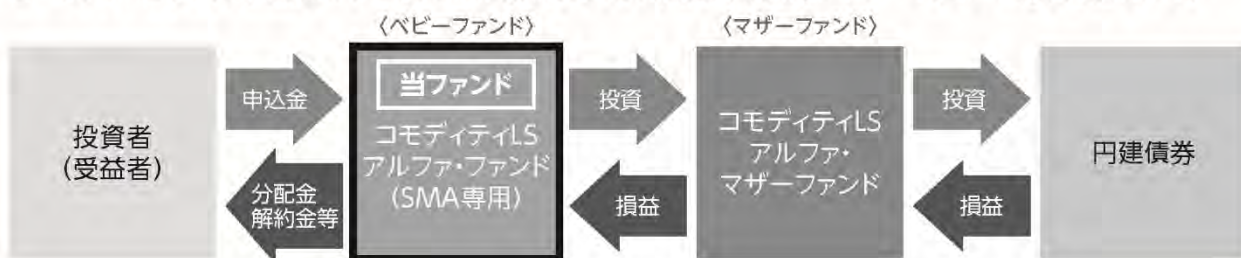 〈ベビーファンド〉
〈マザーファンド〉
投資者
(受益者)
申込金
分配金
解約金等
当ファンド
コモディティLS
アルファ・ファンド
(SMA専用)
投資
損益
コモディティLS
アルファ・
マザーファンド
投資
損益
円建債券